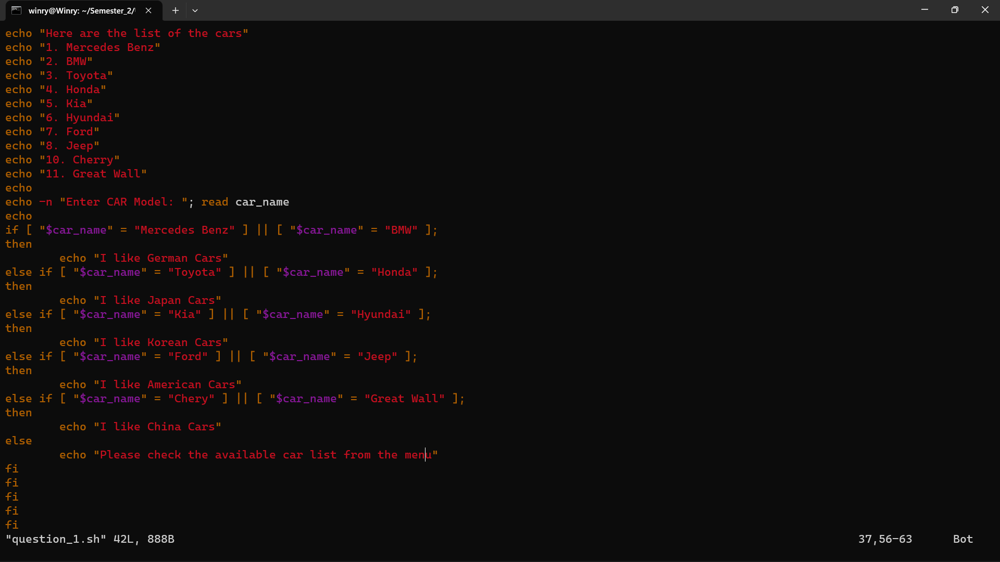 winry@Winry: ~/Semester_2/
echo "Here are the list of the cars"
echo "1. Mercedes Benz"
echo "2. BMW"
echo "3. Toyota"
echo "4. Honda"
echo "5. Kia"
echo "6. Hyundai"
echo "7. Ford"
echo "8. Jeep"
echo "10. Cherry"
echo "11. Great Wall"
echo
echo -n "Enter CAR Model: "; read car_name
echo
if [ "$car_name" = "Mercedes Benz" ] || [ "$car_name" = "BMW" ];
then
        echo "I like German Cars"
else if [ "$car_name" = "Toyota" ] || [ "$car_name" = "Honda" ];
then
        echo "I like Japan Cars"
else if [ "$car_name" = "Kia" ] || [ "$car_name" = "Hyundai" ];
then
        echo "I like Korean Cars"
else if [ "$car_name" = "Ford" ] || [ "$car_name" = "Jeep" ];
then
        echo "I like American Cars"
else if [ "$car_name" = "Chery" ] || [ "$car_name" = "Great Wall" ];
then
        echo "I like China Cars"
else
        echo "Please check the available car list from the menu"
fi
fi
fi
fi
fi
"question_1.sh" 42L, 888B 37,56-63 Bot